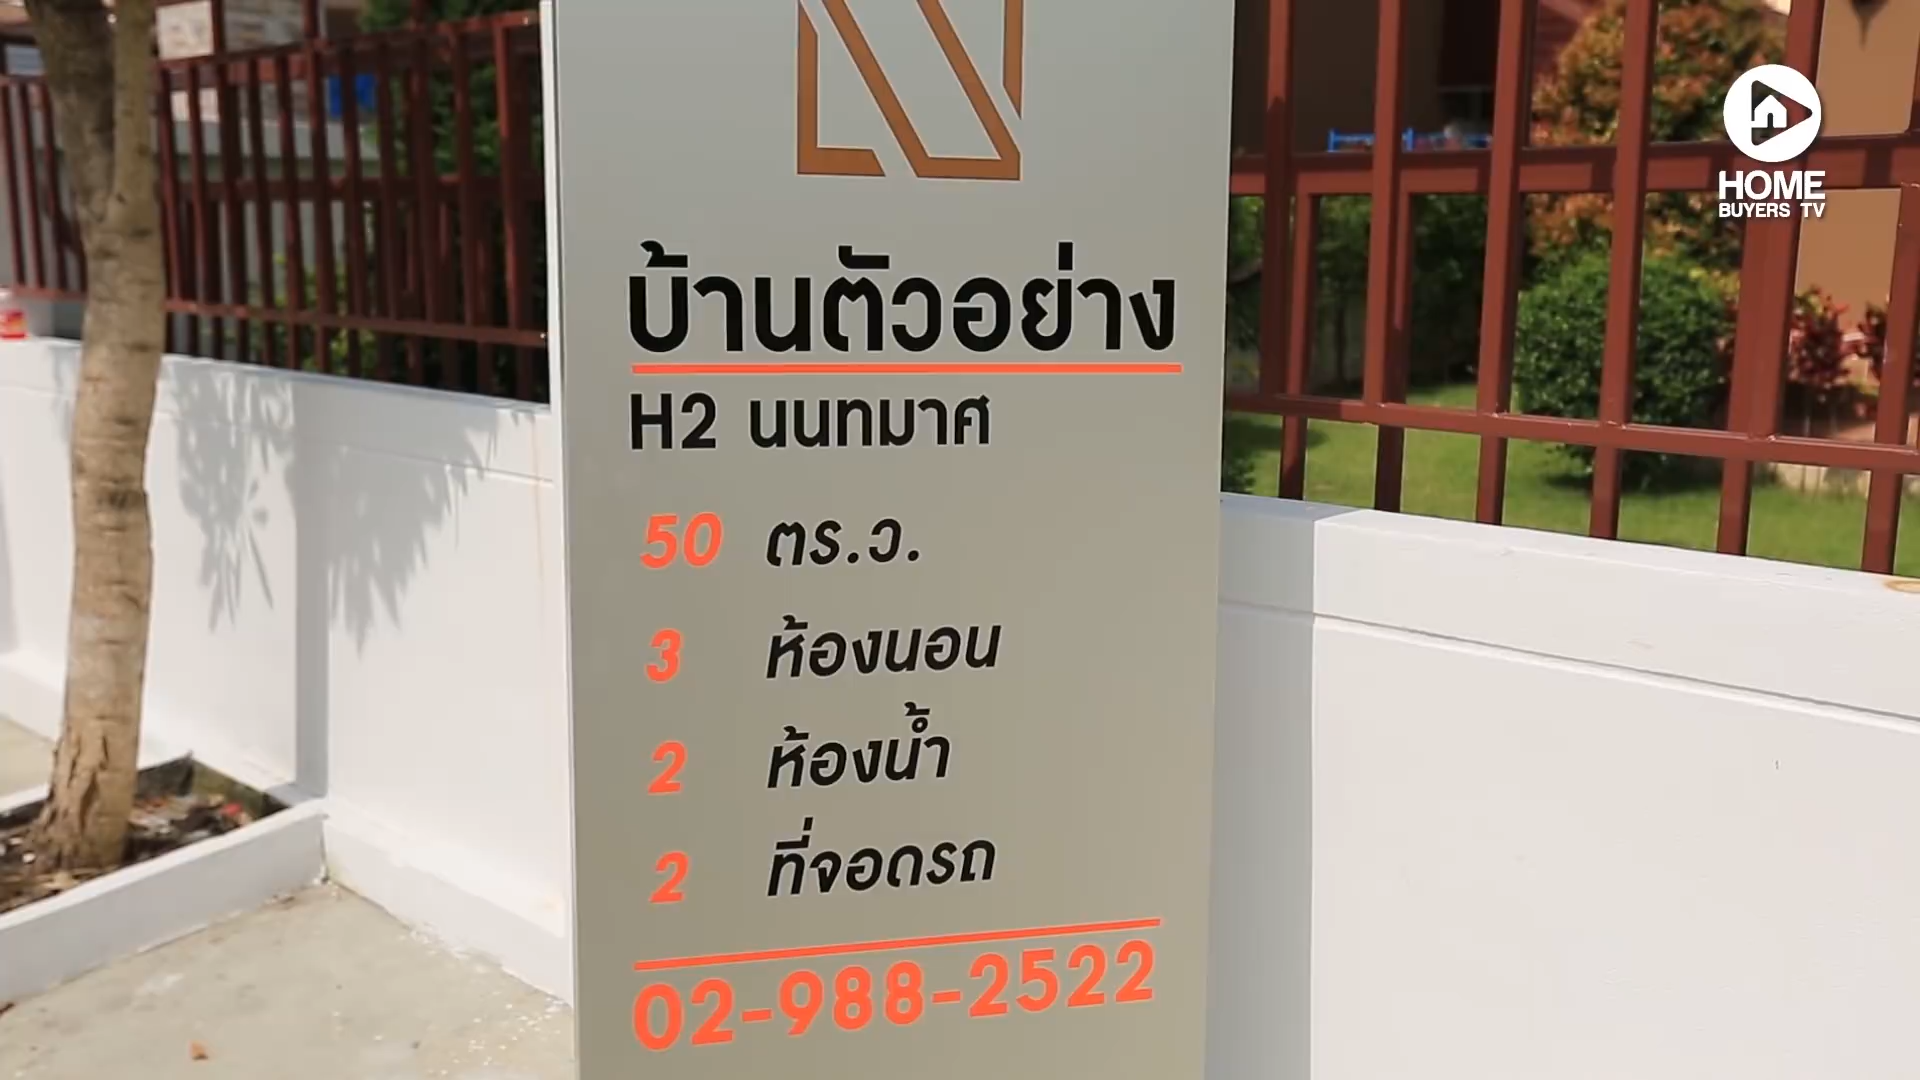 HOME
BUYERS TV
บ้านตัวอย่าง
H2 นนทมาศ
50 ตร.ว.
3 ห้องนอน
2 ห้องน้ำ
2 ที่จอดรถ
02-988-2522